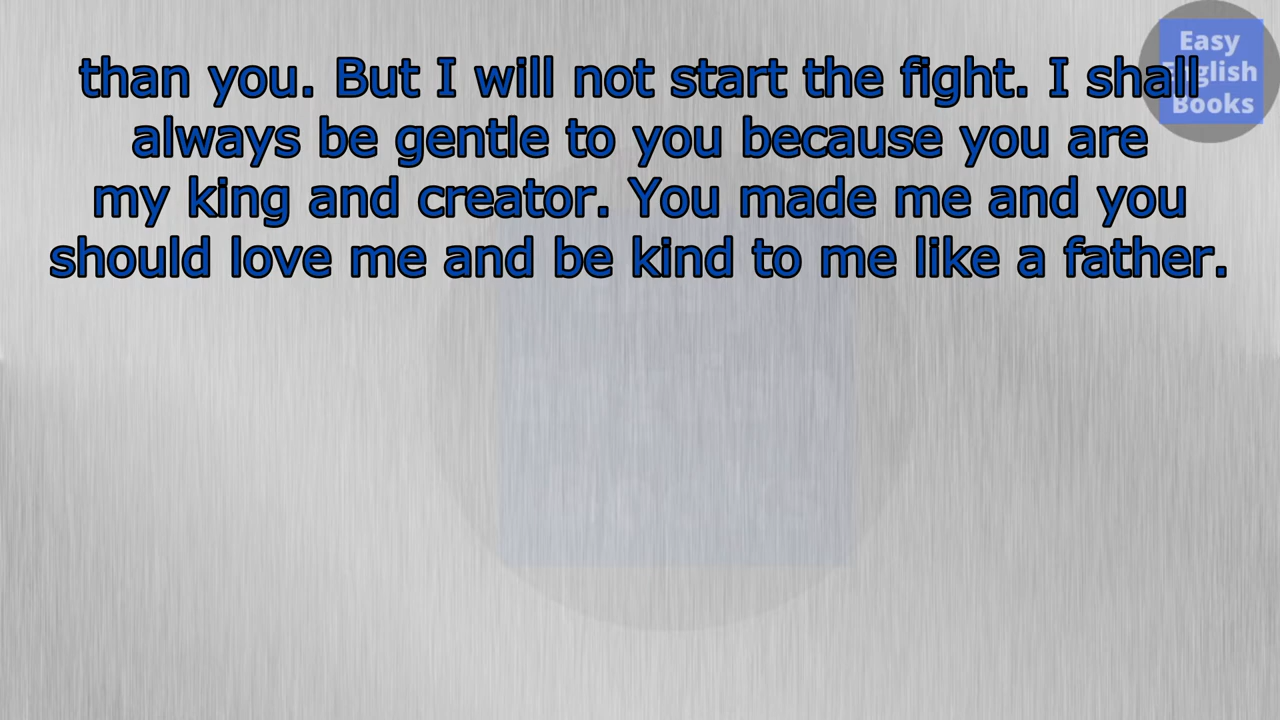 Easy
English
Books
than you. But I will not start the fight. I shall
always be gentle to you because you are
my king and creator. You made me and you
should love me and be kind to me like a father.